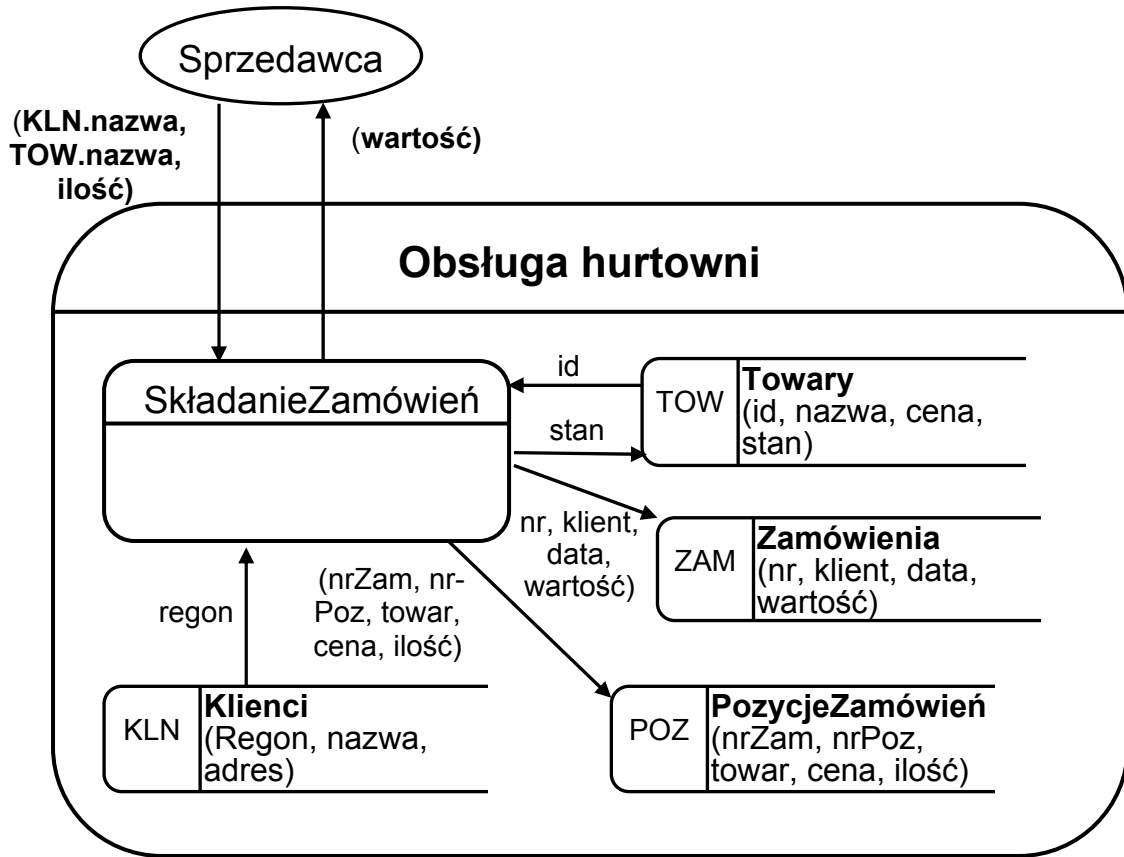 Sprzedawca
(KLN.nazwa,
TOW.nazwa,
ilość)
(wartość)
Obsługa hurtowni
SkładanieZamówień
id
stan
TOW
Towary
(id, nazwa, cena,
stan)
nr, klient,
data,
wartość)
ZAM
Zamówienia
(nr, klient, data,
wartość)
regon
(nrZam, nr-
Poz, towar,
cena, ilość)
KLN
Klienci
(Regon, nazwa,
adres)
POZ
PozycjeZamówień
(nrZam, nrPoz,
towar, cena, ilość)